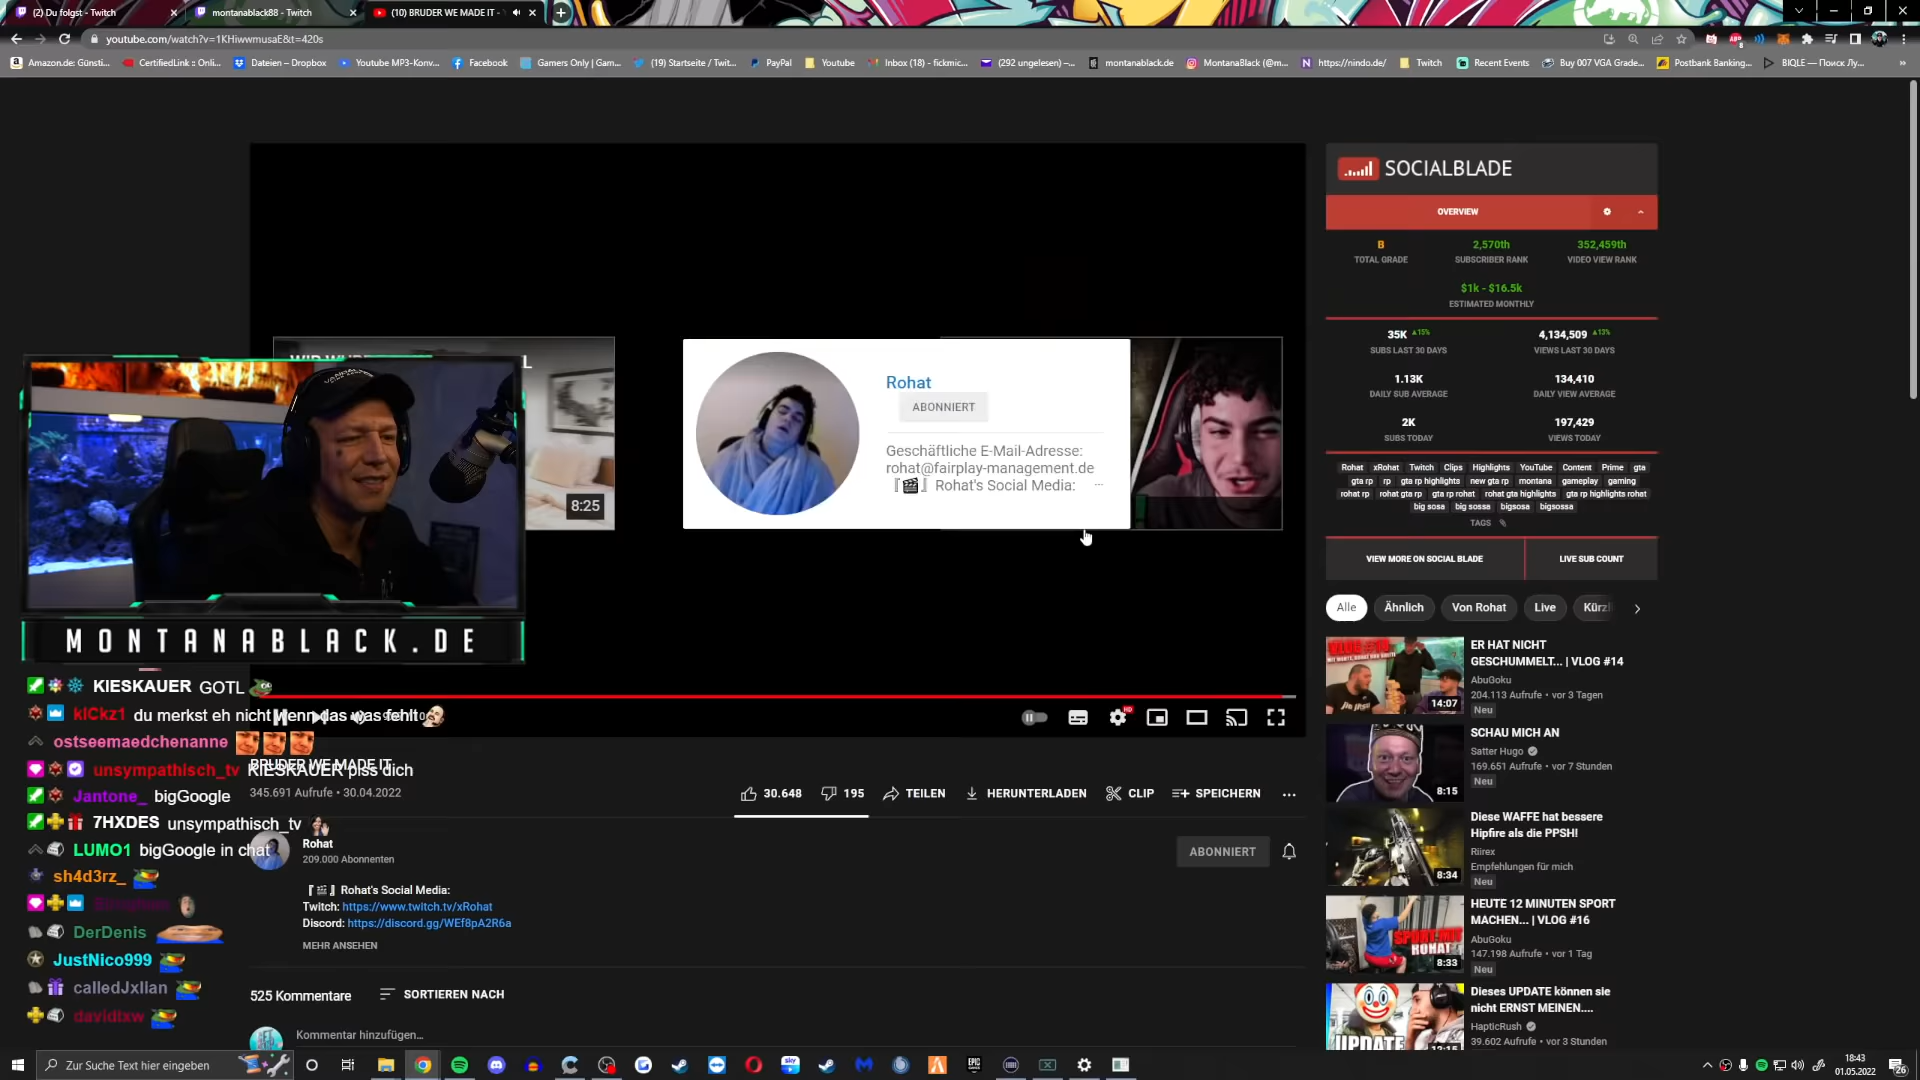 (2) Du folgst - Twitch
montanablack88 - Twitch
(10) BRUDER WE MADE IT -
youtube.com/watch?v=1KHiwwmusaE&t=420s
Amazon.de: Günsti...
CertifiedLink :: Onli...
Dateien – Dropbox
Youtube MP3-Konv...
Facebook
Gamers Only | Gam...
(19) Startseite / Twit...
PayPal
Youtube
Inbox (18) - fickmic...
(292 ungelesen) –...
montanablack.de
MontanaBlack (@m...
https://nindo.de/
Twitch
Recent Events
Buy 007 VGA Grade...
Postbank Banking...
BIQLE — Поиск Лу...
»
8:25
Rohat
ABONNIERT
Geschäftliche E-Mail-Adresse:
rohat@fairplay-management.de
『🎬』Rohat's Social Media:
...
MONTANABLACK.DE
KIESKAUER GOTL
klCkz1 du merkst eh nicht wenn das was fehlt
ostseemaedchenanne
unsympathisch_tv KIESKAUER piss dich
Jantone_ bigGoogle
7HXDES unsympathisch_tv
LUMO1 bigGoogle in chat
sh4d3rz_
DerDenis
JustNico999
calledJxllan
davidtxw
HD
BRUDER WE MADE IT
345.691 Aufrufe • 30.04.2022
30.648
195
TEILEN
HERUNTERLADEN
CLIP
SPEICHERN
...
Rohat
209.000 Abonnenten
ABONNIERT
『🎬』Rohat's Social Media:
Twitch: https://www.twitch.tv/xRohat
Discord: https://discord.gg/WEf8pA2R6a
MEHR ANSEHEN
525 Kommentare
SORTIEREN NACH
Kommentar hinzufügen...
SOCIALBLADE
OVERVIEW
B
TOTAL GRADE
2,570th
SUBSCRIBER RANK
352,459th
VIDEO VIEW RANK
$1k - $16.5k
ESTIMATED MONTHLY
35K ▲15%
SUBS LAST 30 DAYS
4,134,509 ▲13%
VIEWS LAST 30 DAYS
1.13K
DAILY SUB AVERAGE
134,410
DAILY VIEW AVERAGE
2K
SUBS TODAY
197,429
VIEWS TODAY
Rohat xRohat Twitch Clips Highlights YouTube Content Prime gta
gta rp rp gta rp highlights new gta rp montana gameplay gaming
rohat rp rohat gta rp gta rp rohat rohat gta highlights gta rp highlights rohat
big sosa big sossa bigsosa bigsossa
TAGS
VIEW MORE ON SOCIAL BLADE
LIVE SUB COUNT
Alle
Ähnlich
Von Rohat
Live
ER HAT NICHT
GESCHUMMELT... | VLOG #14
AbuGoku
204.113 Aufrufe • vor 3 Tagen
Neu
VLOG #14
14:07
SCHAU MICH AN
Satter Hugo
169.651 Aufrufe • vor 7 Stunden
Neu
8:15
Diese WAFFE hat bessere
Hipfire als die PPSH!
Riirex
Empfehlungen für mich
Neu
8:34
HEUTE 12 MINUTEN SPORT
MACHEN... | VLOG #16
AbuGoku
147.198 Aufrufe • vor 1 Tag
Neu
SPORT MIT
ROHAT
8:33
Dieses UPDATE können sie
nicht ERNST MEINEN....
HapticRush
39.602 Aufrufe • vor 3 Stunden
UPDATE
Zur Suche Text hier eingeben
sky
EPIC
18:43
01.05.2022
26